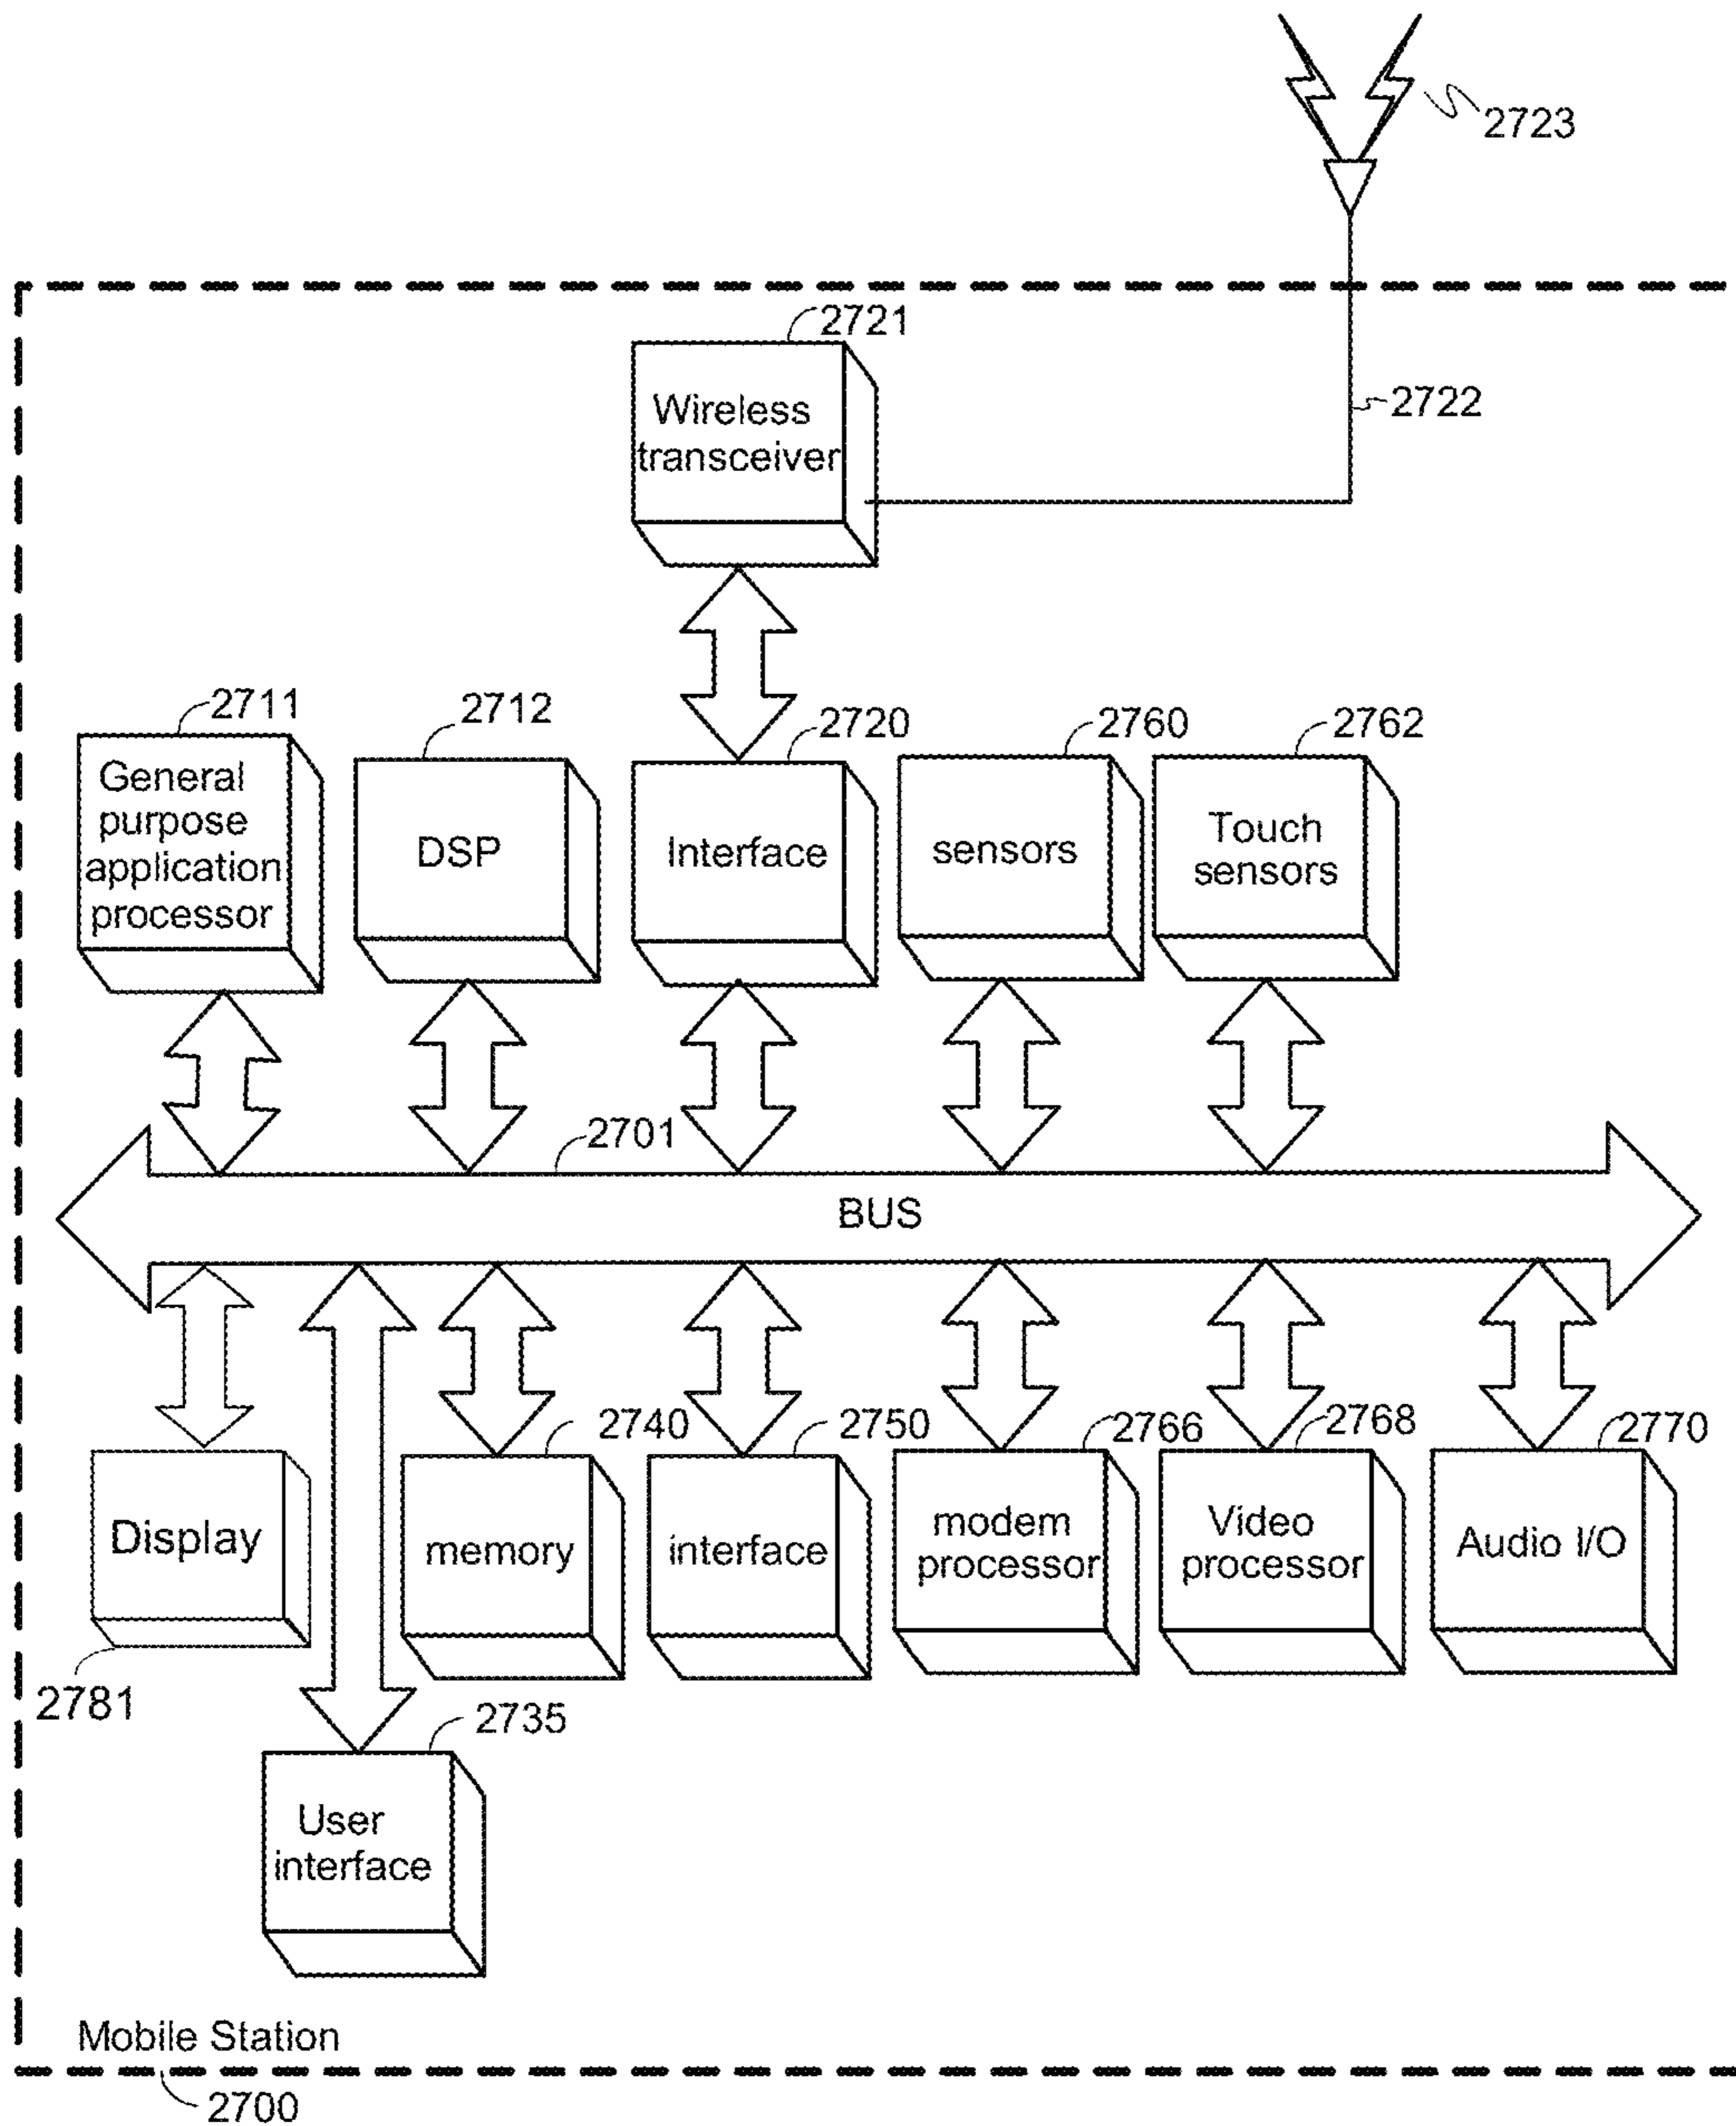 2723
2721
Wireless
transceiver
2722
2711
General
purpose
application
processor
2712
DSP
2720
Interface
2760
sensors
2762
Touch
sensors
2701
BUS
2781
Display
2740
memory
2750
interface
2766
modem
processor
2768
Video
processor
2770
Audio I/O
2735
User
interface
Mobile Station
2700